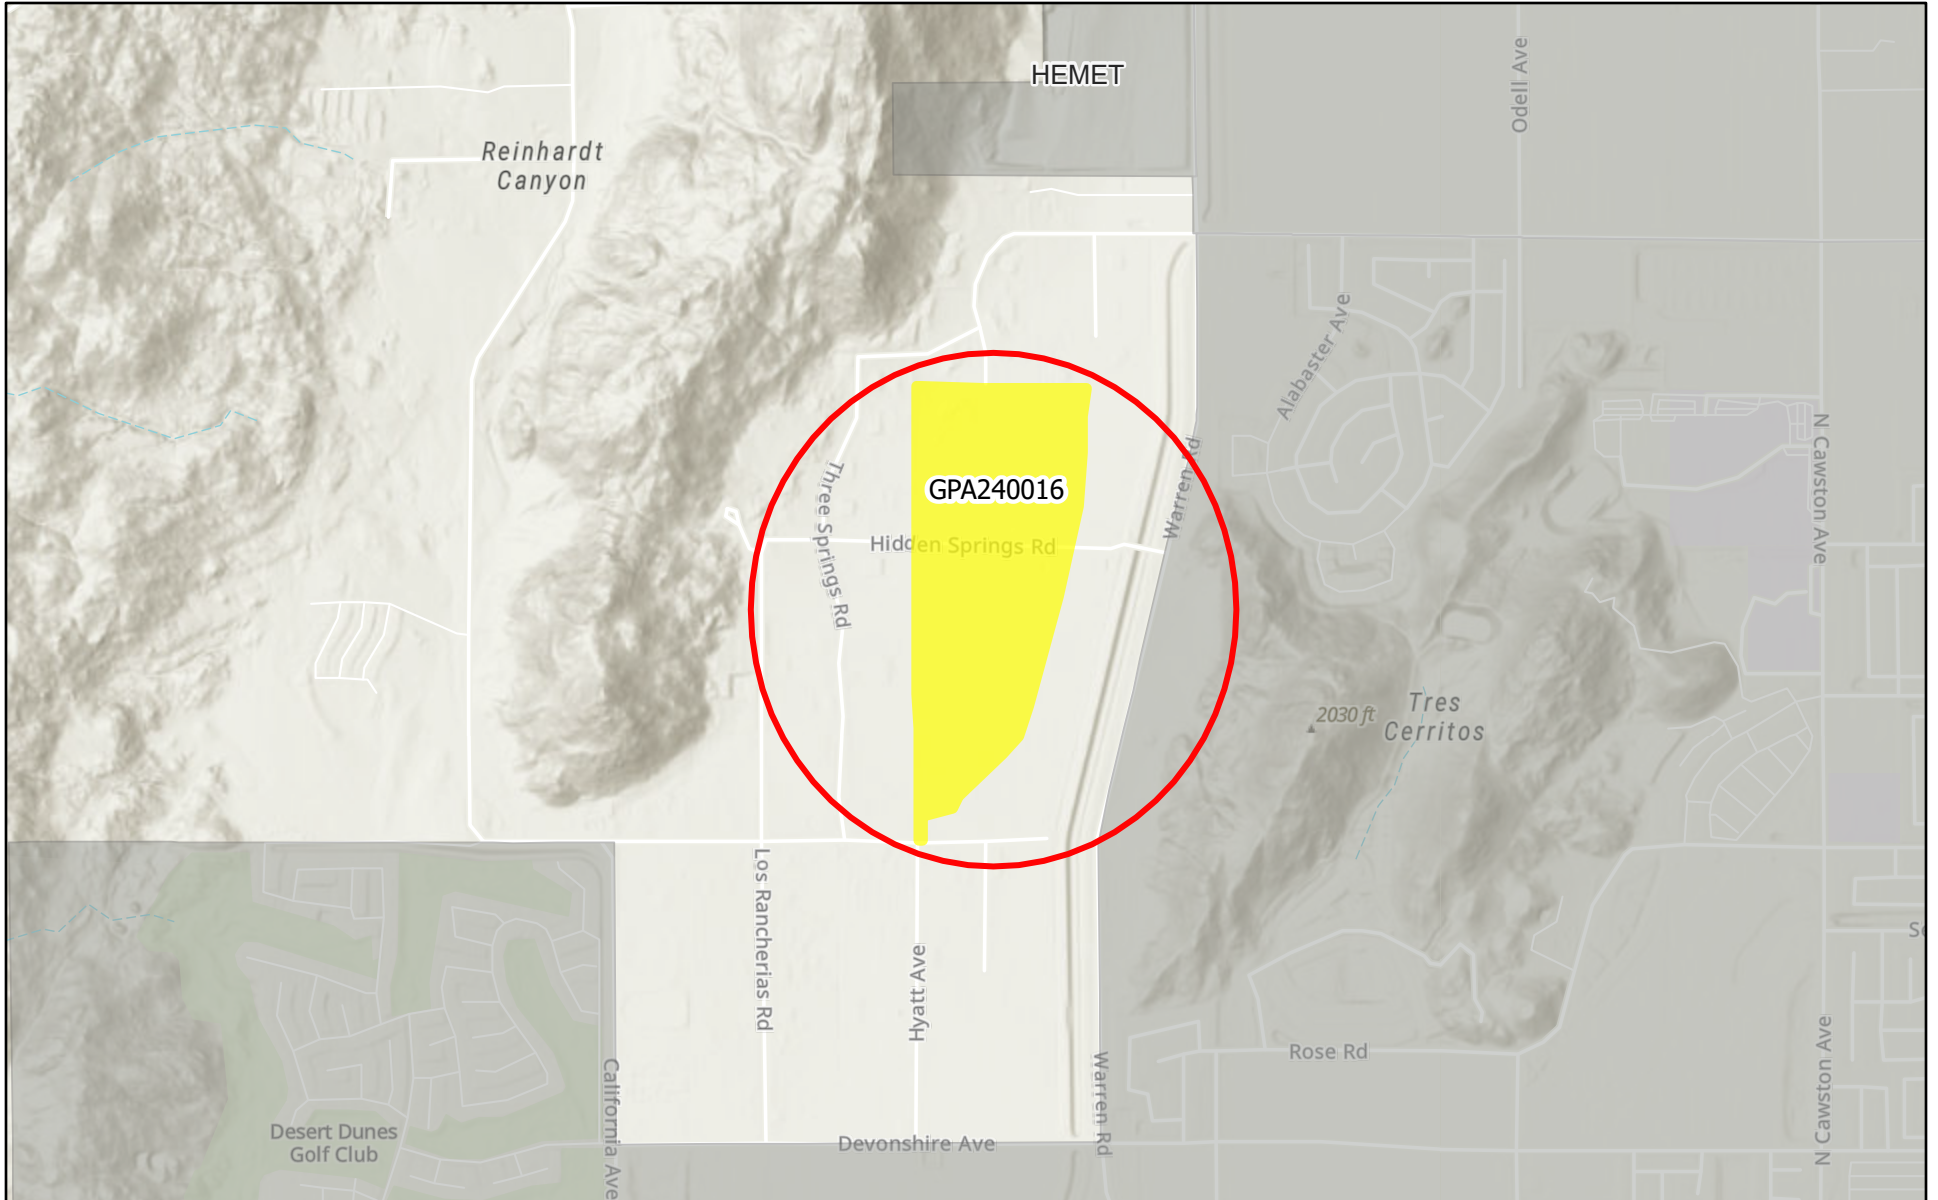 HEMET
Odell Ave
Reinhardt
Canyon
Alabaster Ave
N Cawston Ave
Warren Rd
Three Springs Rd
GPA240016
Hidden Springs Rd
2030 ft
Tres
Cerritos
Los Rancherias Rd
Hyatt Ave
Warren Rd
Rose Rd
N Cawston Ave
California Ave
Desert Dunes
Golf Club
Devonshire Ave